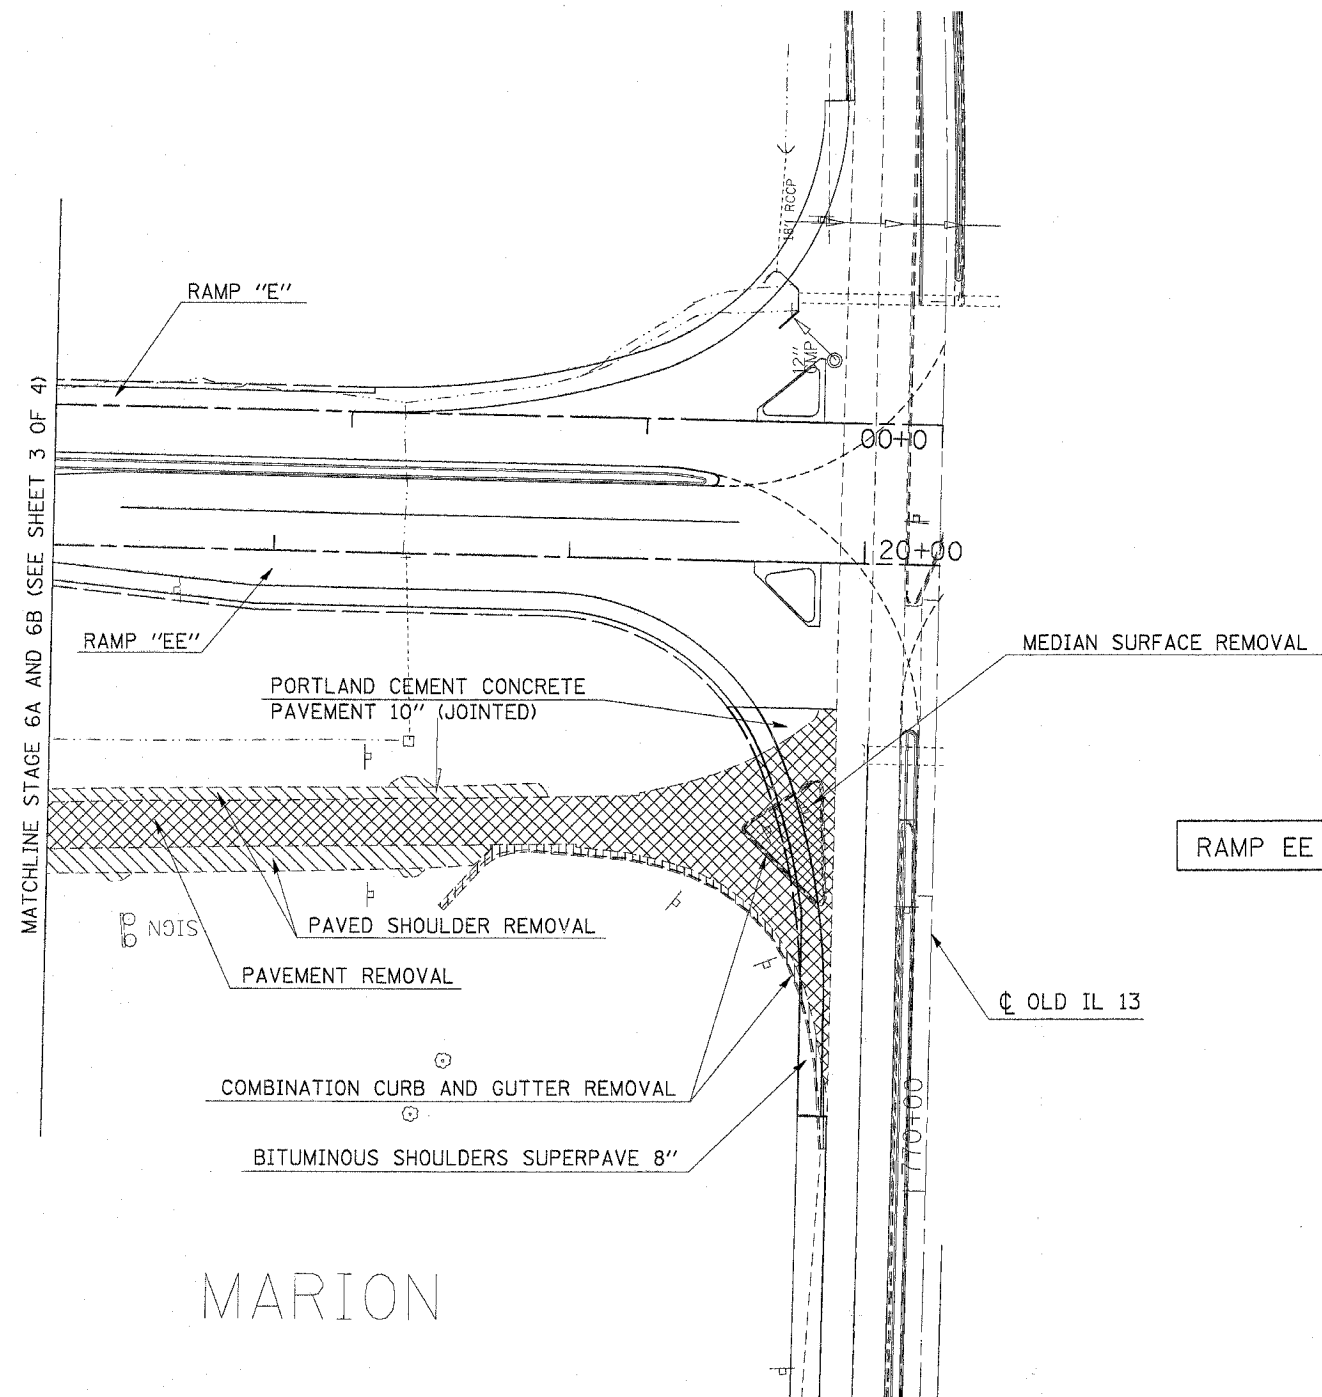 18" RCCP
RAMP "E"
12"
CMP
00+0
MATCHLINE STAGE 6A AND 6B (SEE SHEET 3 OF 4)
20+00
RAMP "EE"
MEDIAN SURFACE REMOVAL
PORTLAND CEMENT CONCRETE
PAVEMENT 10" (JOINTED)
RAMP EE
SIGN
PAVED SHOULDER REMOVAL
PAVEMENT REMOVAL
℄ OLD IL 13
COMBINATION CURB AND GUTTER REMOVAL
770+00
BITUMINOUS SHOULDERS SUPERPAVE 8"
MARION